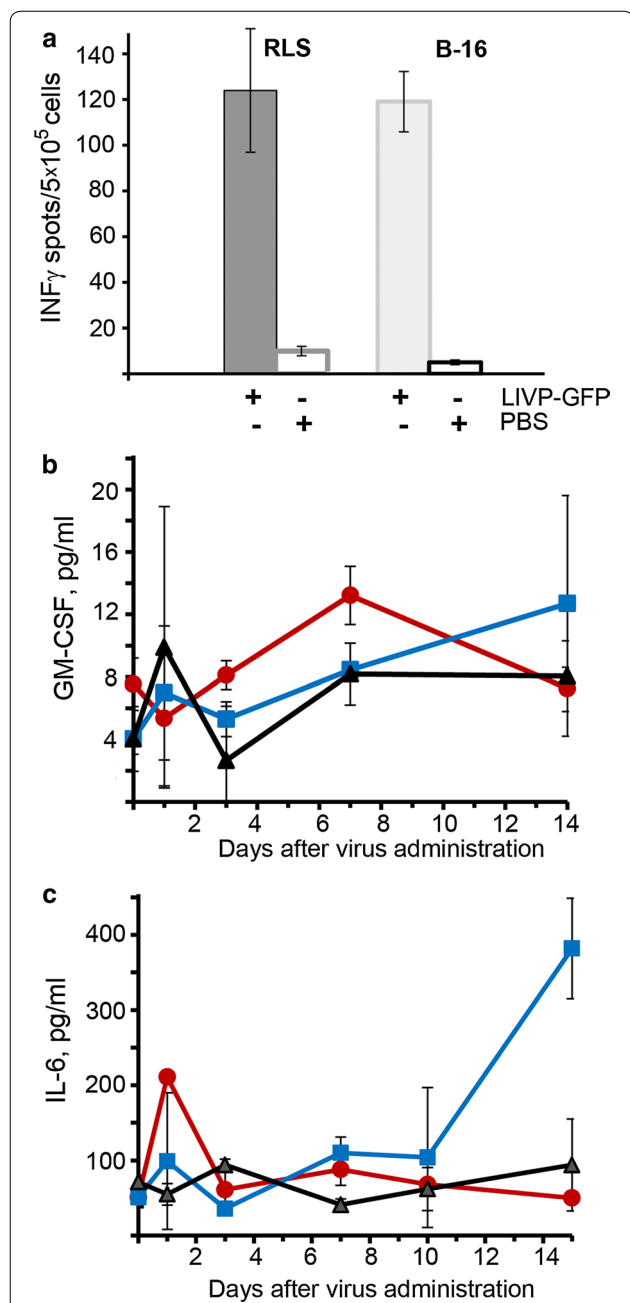 a
RLS B-16
INFγ spots/5x10⁵ cells
140
120
100
80
60
40
20
+ - + - LIVP-GFP
- + - + PBS
b
GM-CSF, pg/ml
20
16
12
8
4
2 4 6 8 10 12 14
Days after virus administration
c
IL-6, pg/ml
400
300
200
100
2 4 6 8 10 12 14
Days after virus administration